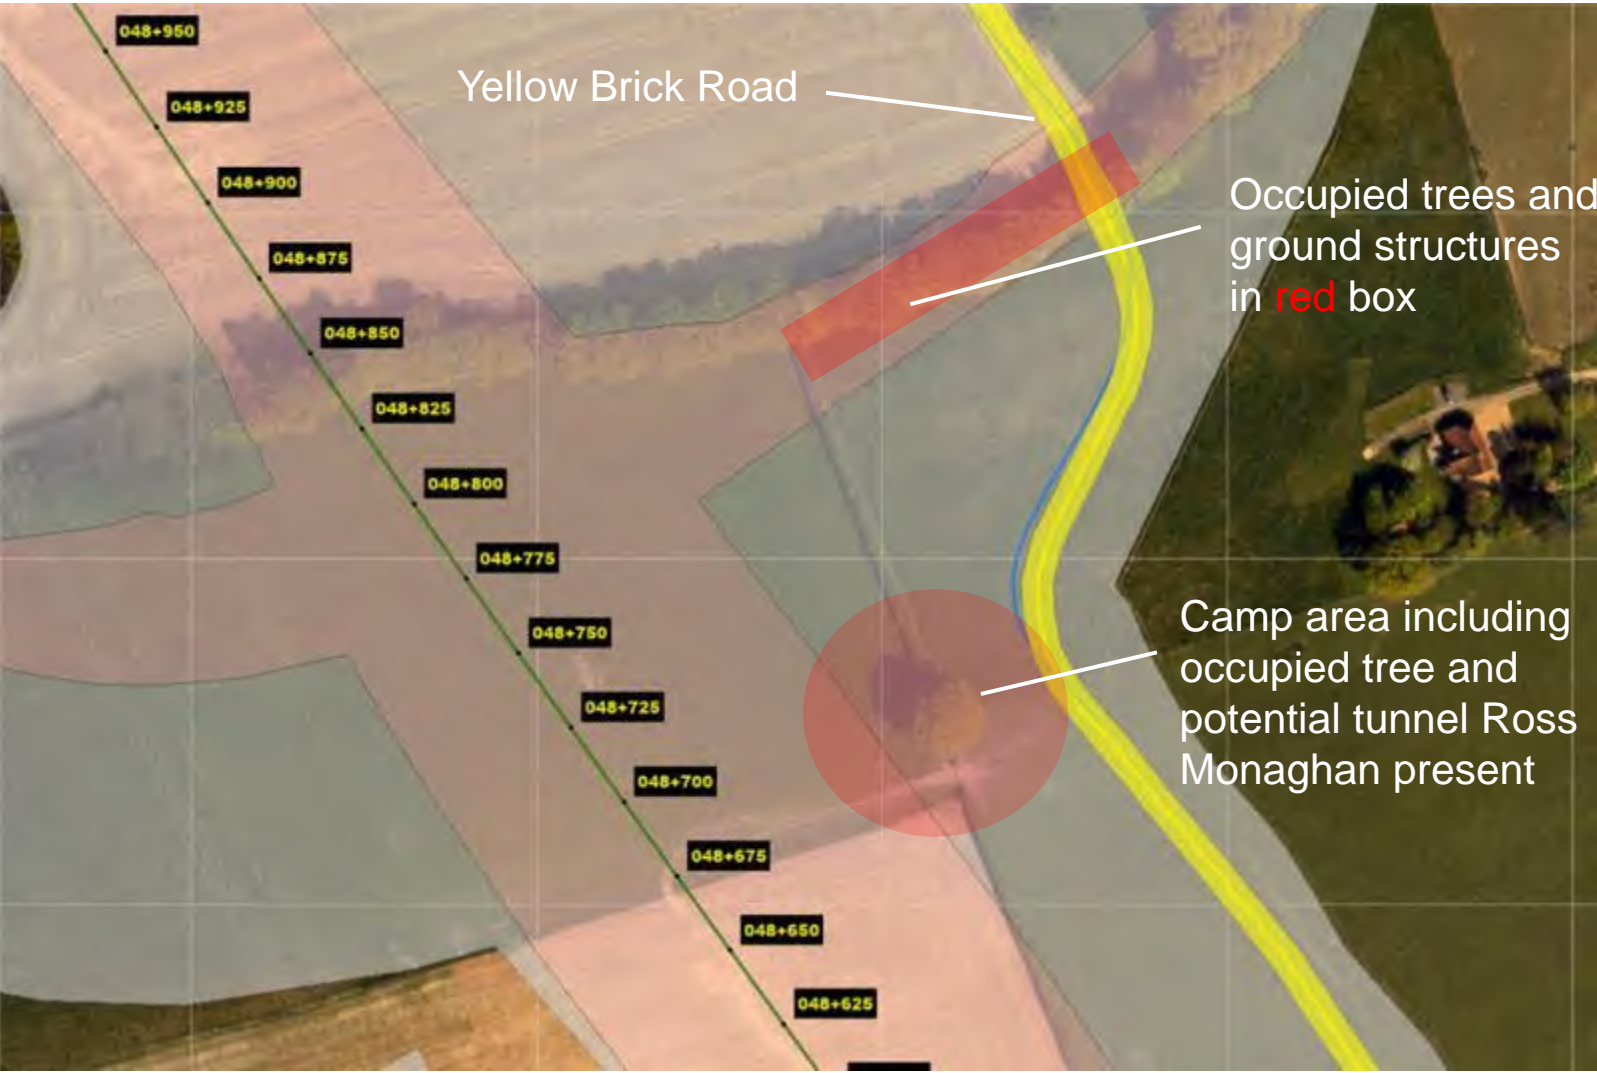 048+950
Yellow Brick Road
048+925
048+900
Occupied trees and
ground structures
in red box
048+875
048+850
048+825
048+800
048+775
Camp area including
occupied tree and
potential tunnel Ross
Monaghan present
048+750
048+725
048+700
048+675
048+650
048+625